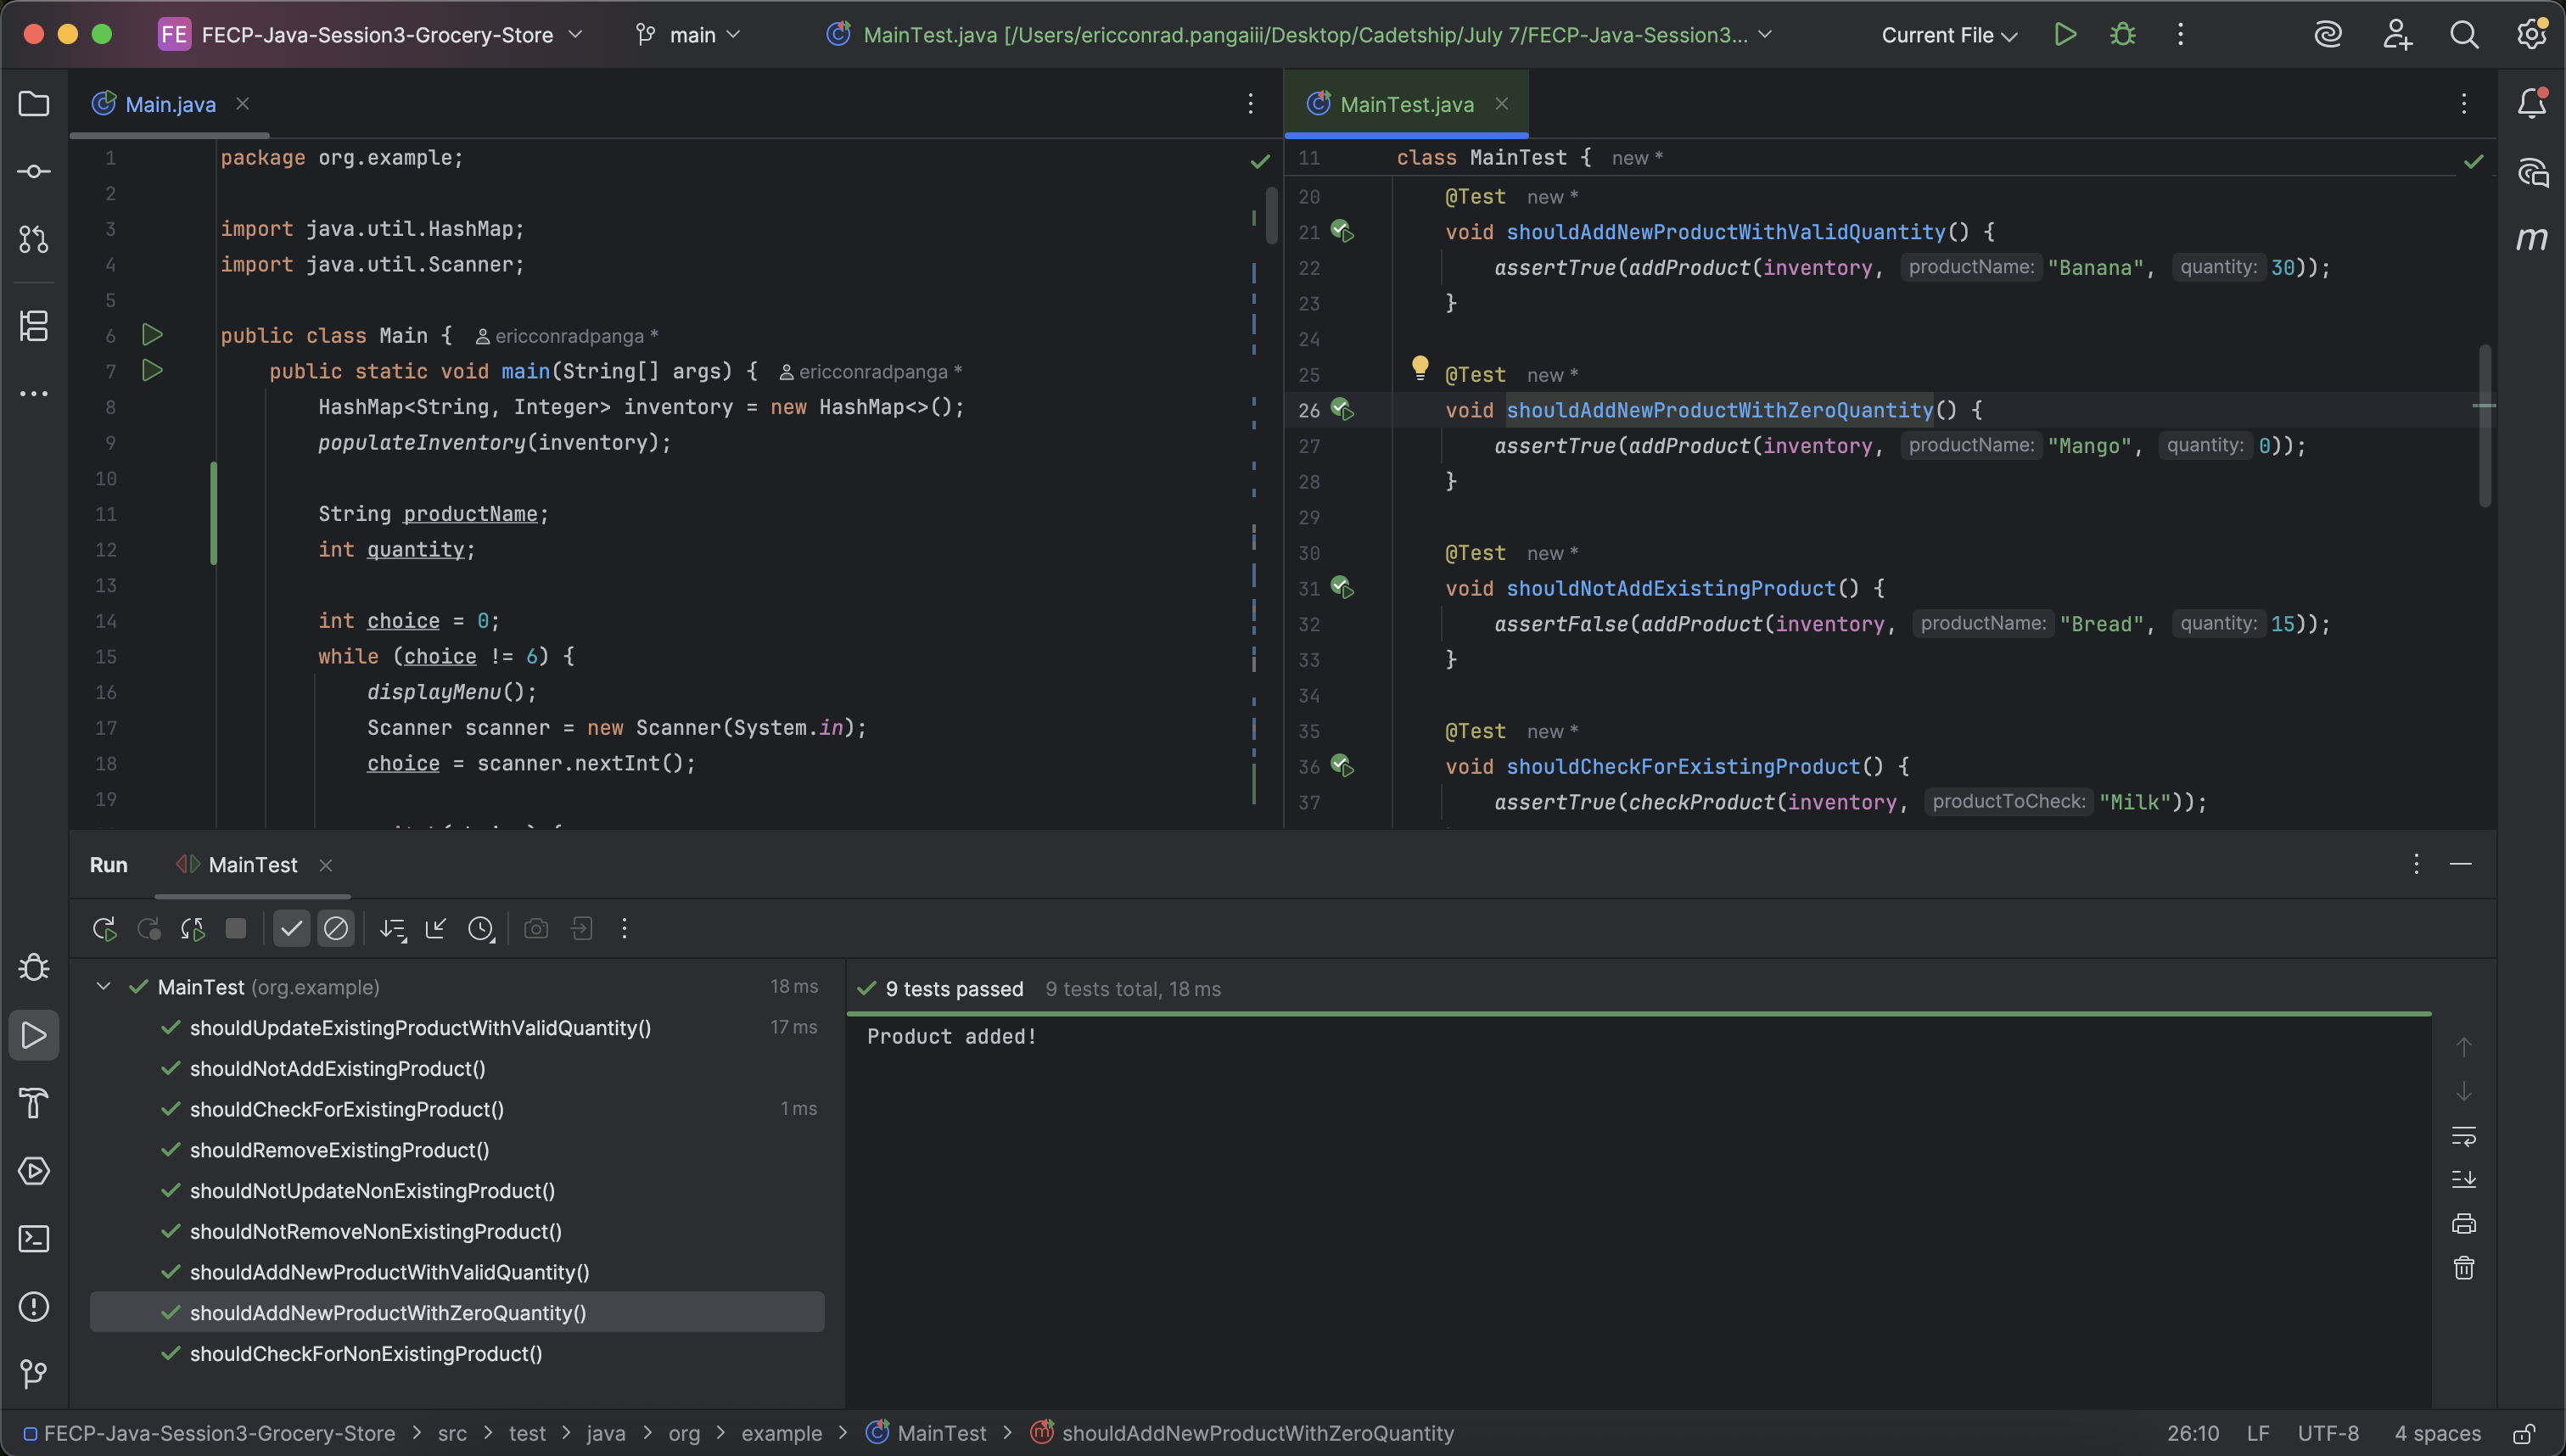 FE FECP-Java-Session3-Grocery-Store main MainTest.java [/Users/ericconrad.pangaiii/Desktop/Cadetship/July 7/FECP-Java-Session3... Current File
Main.java
1 package org.example;
2
3 import java.util.HashMap;
4 import java.util.Scanner;
5
6 public class Main { ericconradpanga *
7 public static void main(String[] args) { ericconradpanga *
8 HashMap<String, Integer> inventory = new HashMap<>();
9 populateInventory(inventory);
10
11 String productName;
12 int quantity;
13
14 int choice = 0;
15 while (choice != 6) {
16 displayMenu();
17 Scanner scanner = new Scanner(System.in);
18 choice = scanner.nextInt();
19
MainTest.java
11 class MainTest { new *
20 @Test new *
21 void shouldAddNewProductWithValidQuantity() {
22 assertTrue(addProduct(inventory, productName: "Banana", quantity: 30));
23 }
24
25 @Test new *
26 void shouldAddNewProductWithZeroQuantity() {
27 assertTrue(addProduct(inventory, productName: "Mango", quantity: 0));
28 }
29
30 @Test new *
31 void shouldNotAddExistingProduct() {
32 assertFalse(addProduct(inventory, productName: "Bread", quantity: 15));
33 }
34
35 @Test new *
36 void shouldCheckForExistingProduct() {
37 assertTrue(checkProduct(inventory, productToCheck: "Milk"));
m
Run MainTest
MainTest (org.example) 18 ms
shouldUpdateExistingProductWithValidQuantity() 17 ms
shouldNotAddExistingProduct()
shouldCheckForExistingProduct() 1 ms
shouldRemoveExistingProduct()
shouldNotUpdateNonExistingProduct()
shouldNotRemoveNonExistingProduct()
shouldAddNewProductWithValidQuantity()
shouldAddNewProductWithZeroQuantity()
shouldCheckForNonExistingProduct()
9 tests passed 9 tests total, 18 ms
Product added!
FECP-Java-Session3-Grocery-Store > src > test > java > org > example > MainTest > shouldAddNewProductWithZeroQuantity 26:10 LF UTF-8 4 spaces